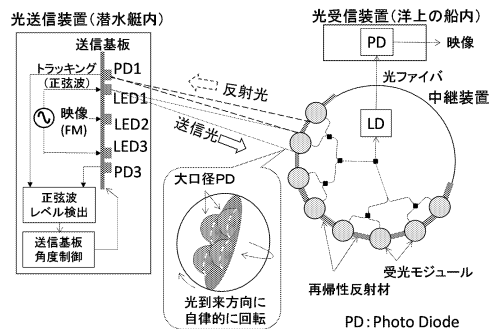 光送信装置(潜水艇内)
送信基板
トラッキング
(正弦波)
PD1
LED1
映像
(FM)
LED2
LED3
PD3
正弦波
レベル検出
送信基板
角度制御
反射光
送信光
大口径PD
光到来方向に
自律的に回転
光受信装置(洋上の船内)
PD
映像
光ファイバ
中継装置
LD
受光モジュール
再帰性反射材
PD:Photo Diode